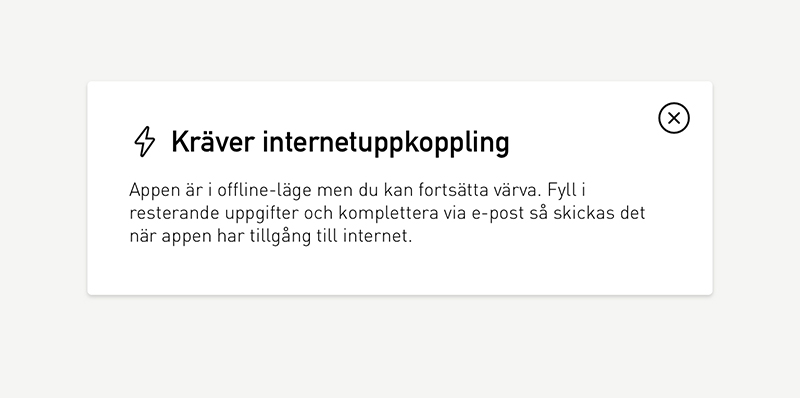 Kräver internetuppkoppling
Appen är i offline-läge men du kan fortsätta värva. Fyll i
resterande uppgifter och komplettera via e-post så skickas det
när appen har tillgång till internet.